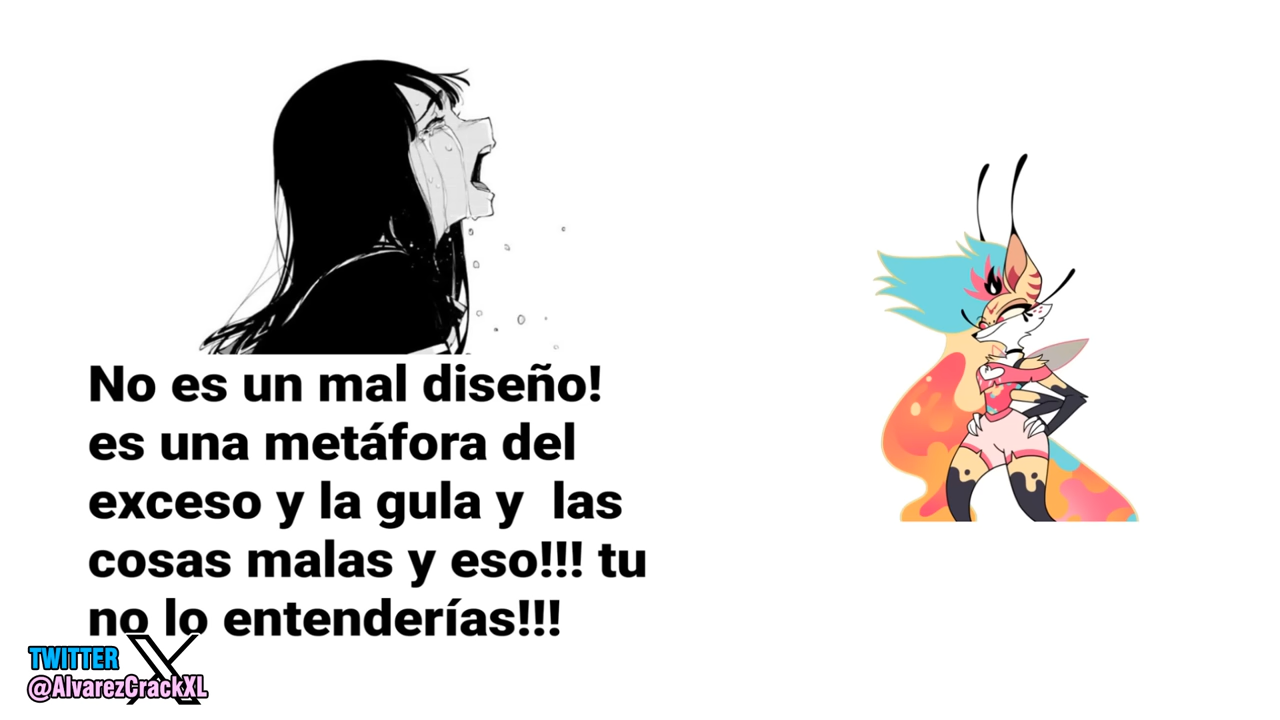 No es un mal diseño!
es una metáfora del
exceso y la gula y  las
cosas malas y eso!!! tu
no lo entenderías!!!
TWITTER X
@AlvarezCrackXL